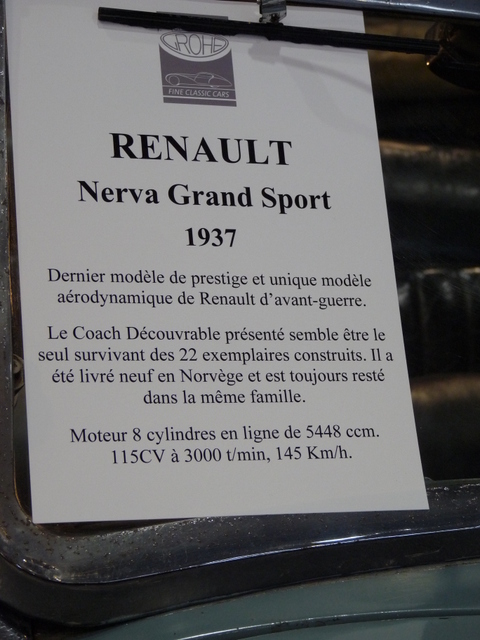 GROHE
FINE CLASSIC CARS
RENAULT
Nerva Grand Sport
1937
Dernier modèle de prestige et unique modèle
aérodynamique de Renault d'avant-guerre.
Le Coach Découvrable présenté semble être le
seul survivant des 22 exemplaires construits. Il a
été livré neuf en Norvège et est toujours resté
dans la même famille.
Moteur 8 cylindres en ligne de 5448 ccm.
115CV à 3000 t/min, 145 Km/h.